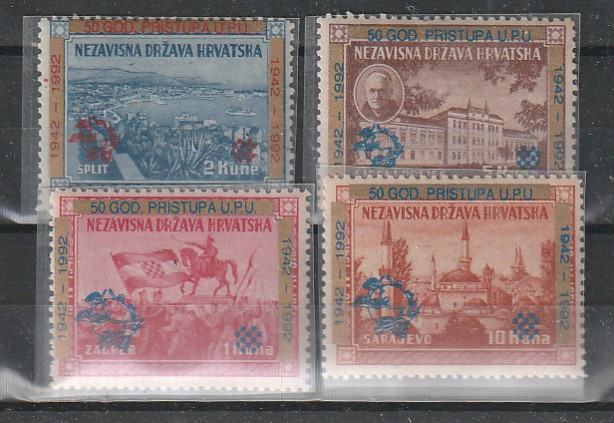 50 GOD. PRISTUPA U.P.U.
NEZAVISNA DRŽAVA HRVATSKA
1942 - 1992
1942 - 1992
SPLIT
2 Kune
50 GOD. PRISTUPA U.P.U.
NEZAVISNA DRŽAVA HRVATSKA
1942 - 1992
1942 - 1992
50 GOD. PRISTUPA U.P.U.
NEZAVISNA DRŽAVA HRVATSKA
1942 - 1992
1942 - 1992
ZAGREB
1 Kuna
50 GOD. PRISTUPA U.P.U.
NEZAVISNA DRŽAVA HRVATSKA
1942 - 1992
1942 - 1992
SARAJEVO
10 Kuna